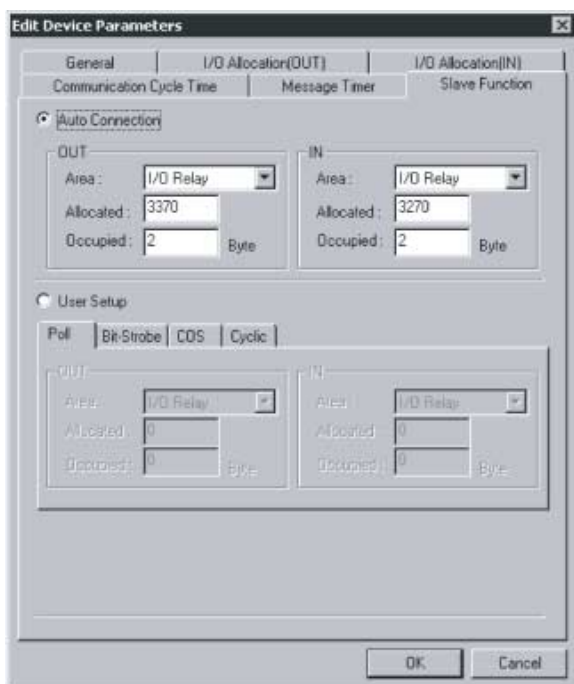 Edit Device Parameters
General I/O Allocation(OUT) I/O Allocation(IN)
Communication Cycle Time Message Timer Slave Function
Auto Connection
OUT IN
Area : I/O Relay Area : I/O Relay
Allocated : 3370 Allocated : 3270
Occupied : 2 Byte Occupied : 2 Byte
User Setup
Poll Bit-Strobe COS Cyclic
OUT IN
Area : I/O Relay Area : I/O Relay
Allocated : 0 Allocated : 0
Occupied : 0 Byte Occupied : 0 Byte
OK Cancel